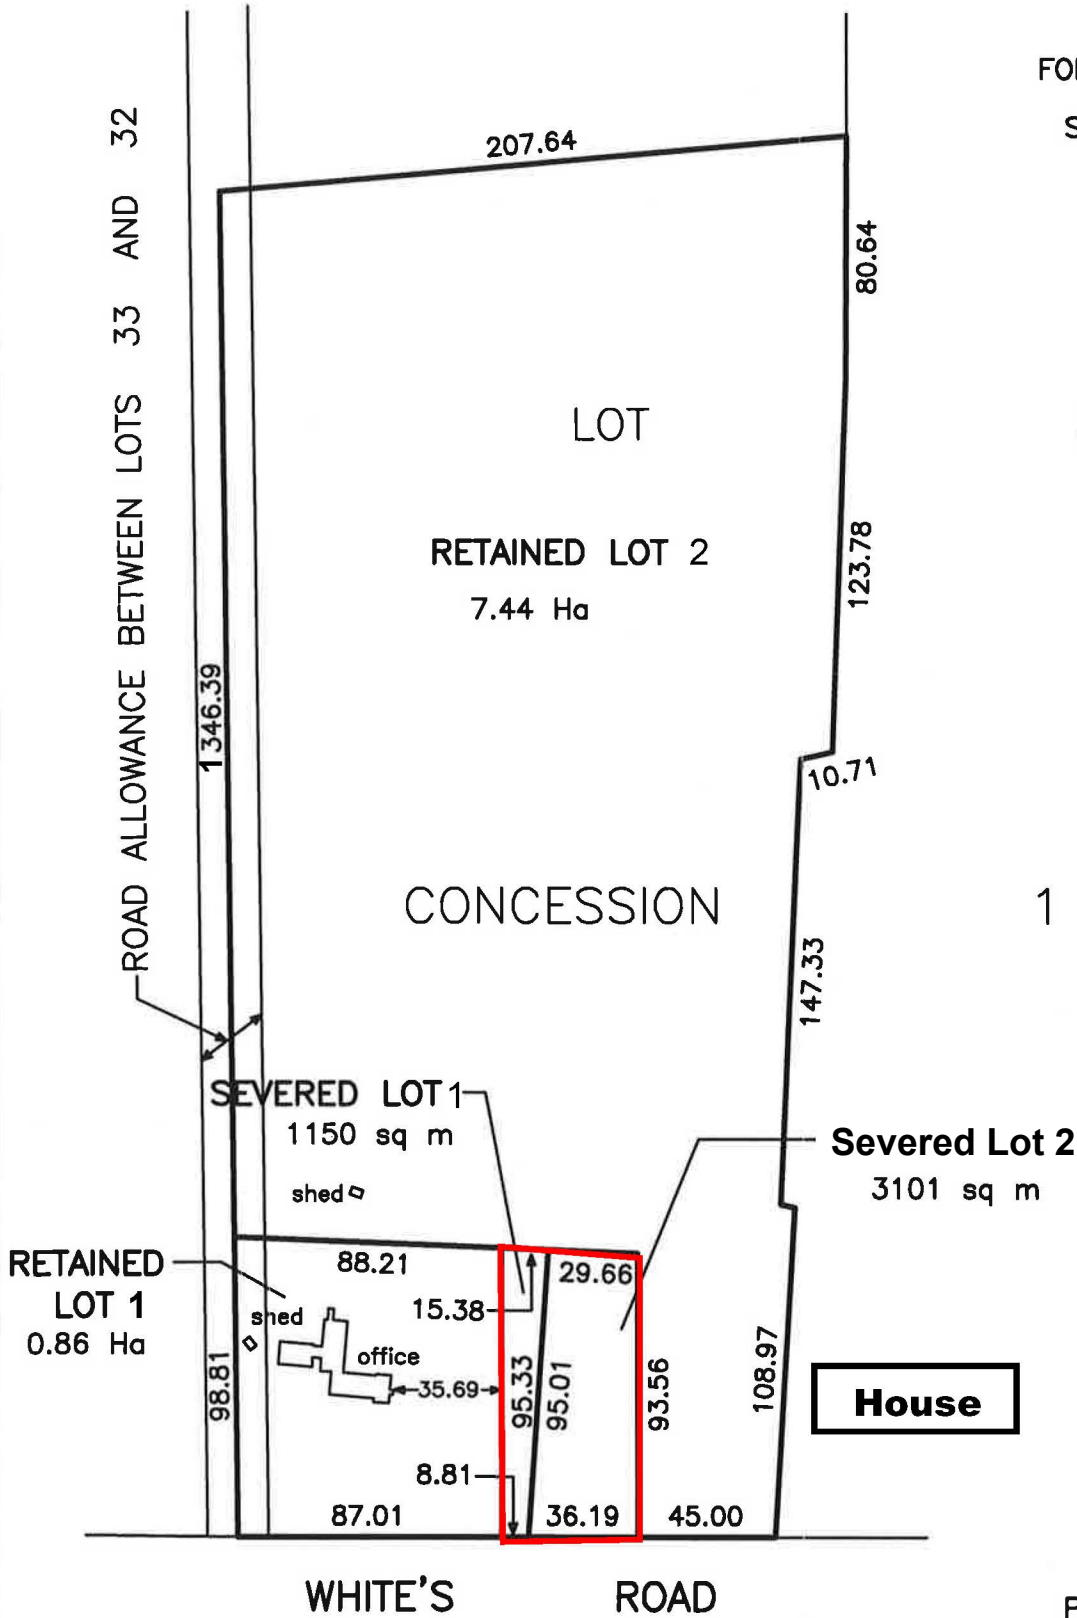 FO
S
207.64
80.64
ROAD ALLOWANCE BETWEEN LOTS 33 AND 32
LOT
RETAINED LOT 2
7.44 Ha
123.78
1346.39
10.71
CONCESSION
1
147.33
SEVERED LOT 1
1150 sq m
Severed Lot 2
3101 sq m
shed
RETAINED
LOT 1
0.86 Ha
88.21
29.66
15.38
shed
office
35.69
98.81
95.33
95.01
93.56
108.97
House
8.81
87.01
36.19
45.00
WHITE'S ROAD